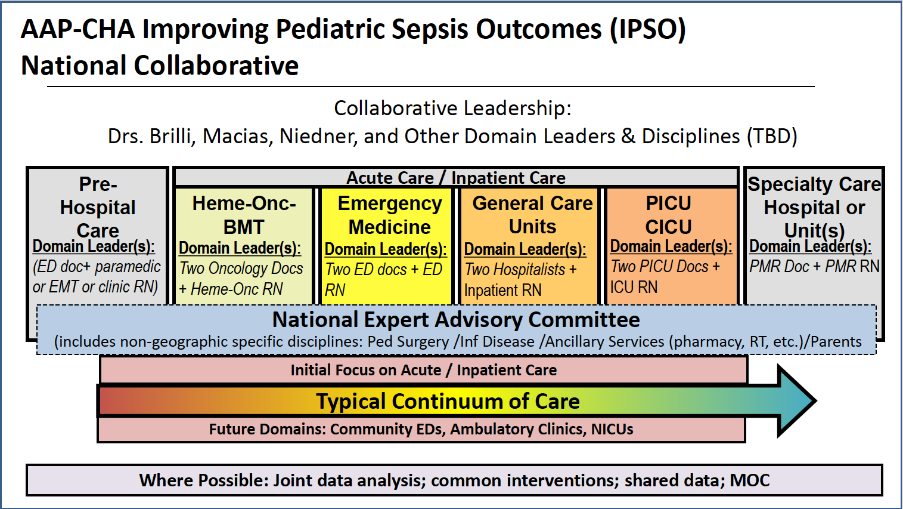 AAP-CHA Improving Pediatric Sepsis Outcomes (IPSO)
National Collaborative
Collaborative Leadership:
Drs. Brilli, Macias, Niedner, and Other Domain Leaders & Disciplines (TBD)
Pre-
Hospital
Care
Domain Leader(s):
(ED doc+ paramedic
or EMT or clinic RN)
Acute Care / Inpatient Care
Heme-Onc-
BMT
Domain Leader(s):
Two Oncology Docs
+ Heme-Onc RN
Emergency
Medicine
Domain Leader(s):
Two ED docs + ED
RN
General Care
Units
Domain Leader(s):
Two Hospitalists +
Inpatient RN
PICU
CICU
Domain Leader(s):
Two PICU Docs +
ICU RN
Specialty Care
Hospital or
Unit(s)
Domain Leader(s):
PMR Doc + PMR RN
National Expert Advisory Committee
(includes non-geographic specific disciplines: Ped Surgery /Inf Disease /Ancillary Services (pharmacy, RT, etc.)/Parents
Initial Focus on Acute / Inpatient Care
Typical Continuum of Care
Future Domains: Community EDs, Ambulatory Clinics, NICUs
Where Possible: Joint data analysis; common interventions; shared data; MOC